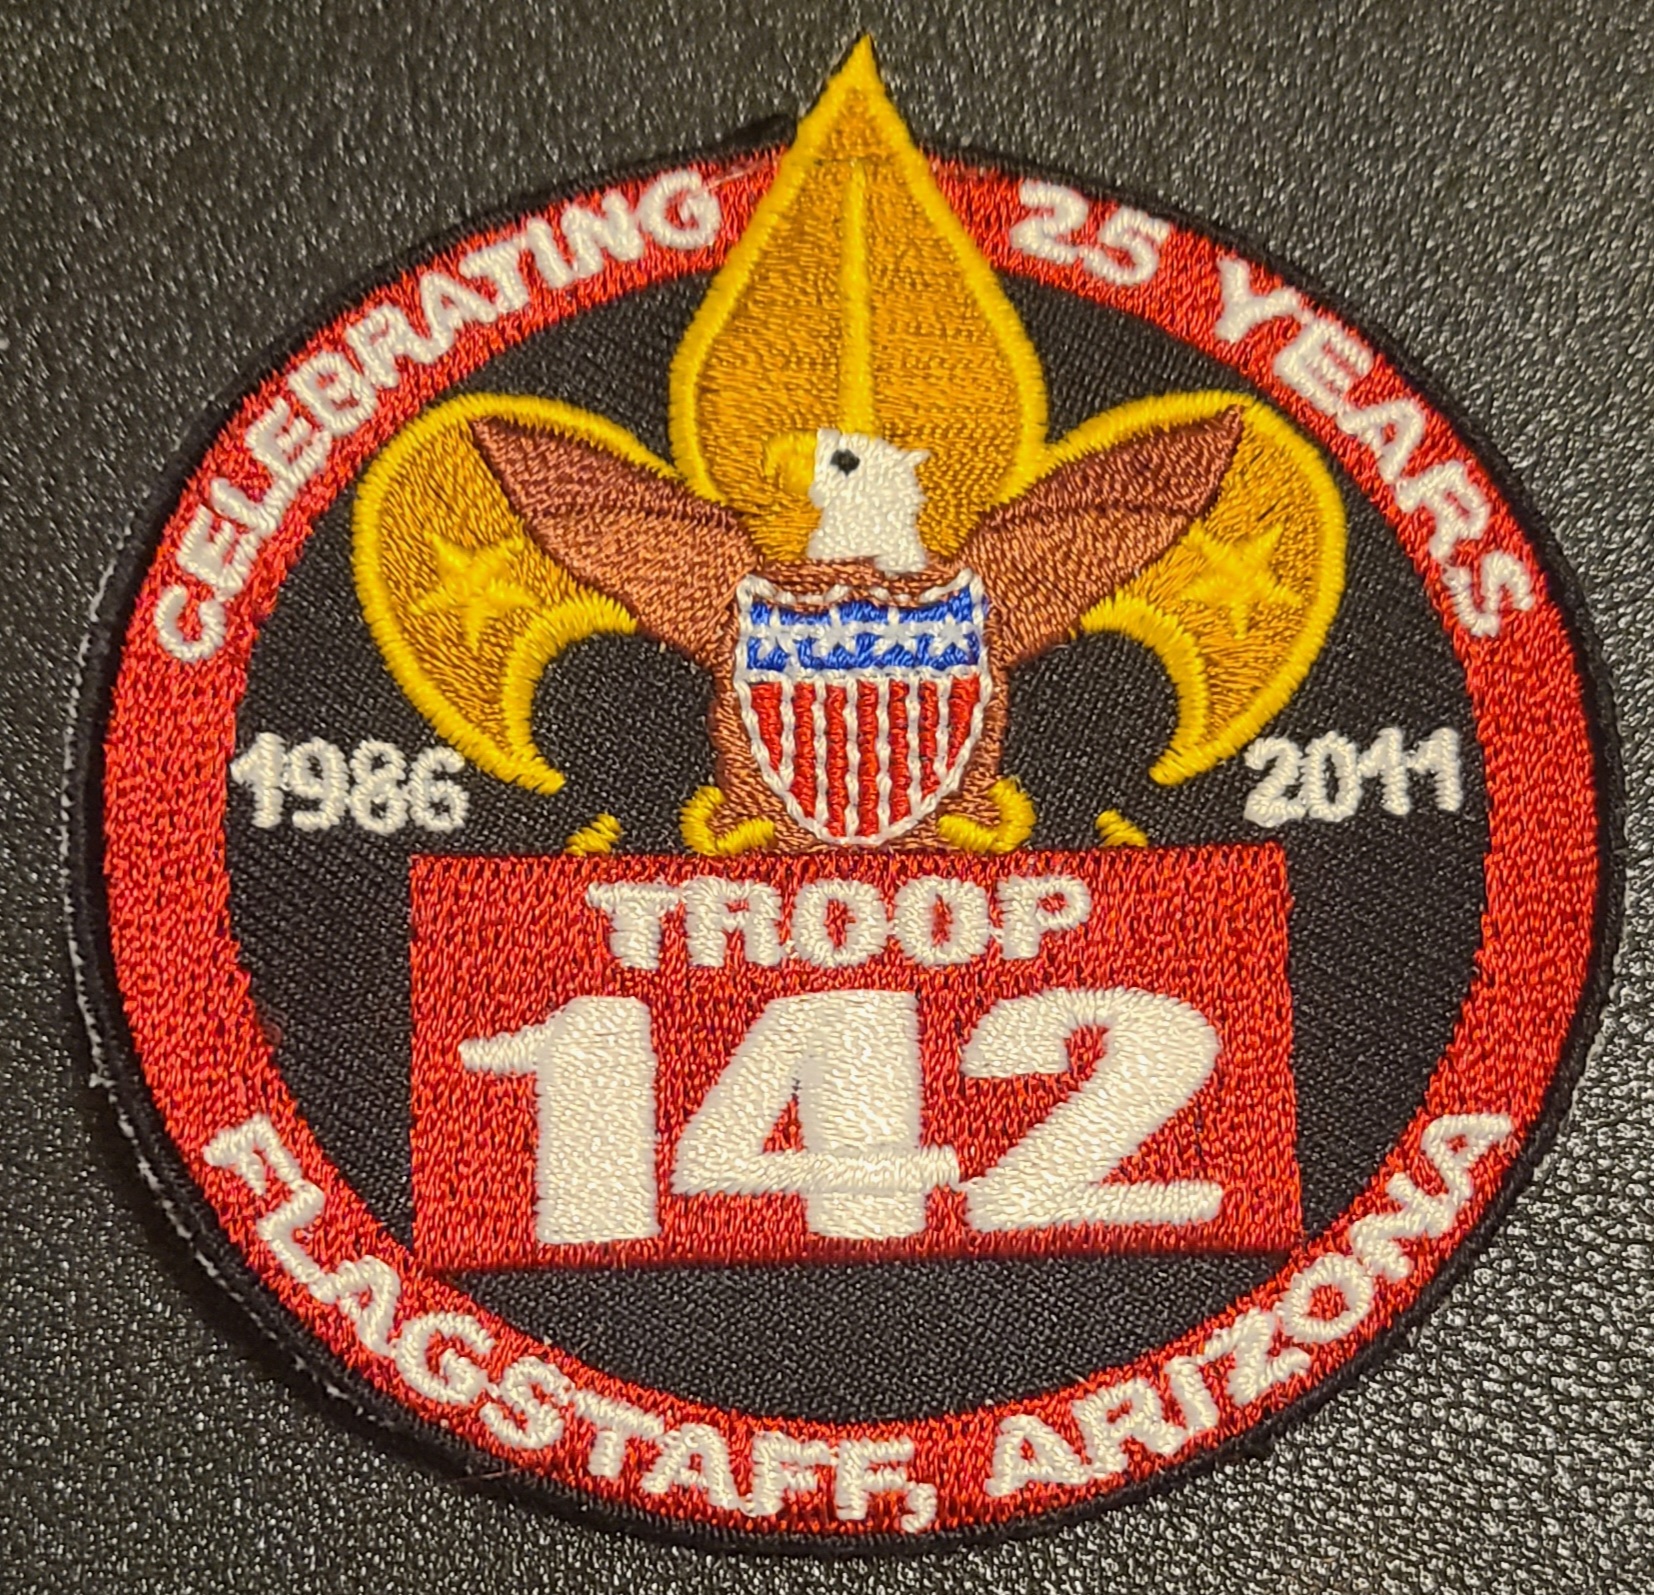 CELEBRATING 25 YEARS
1986 2011
TROOP
142
FLAGSTAFF, ARIZONA